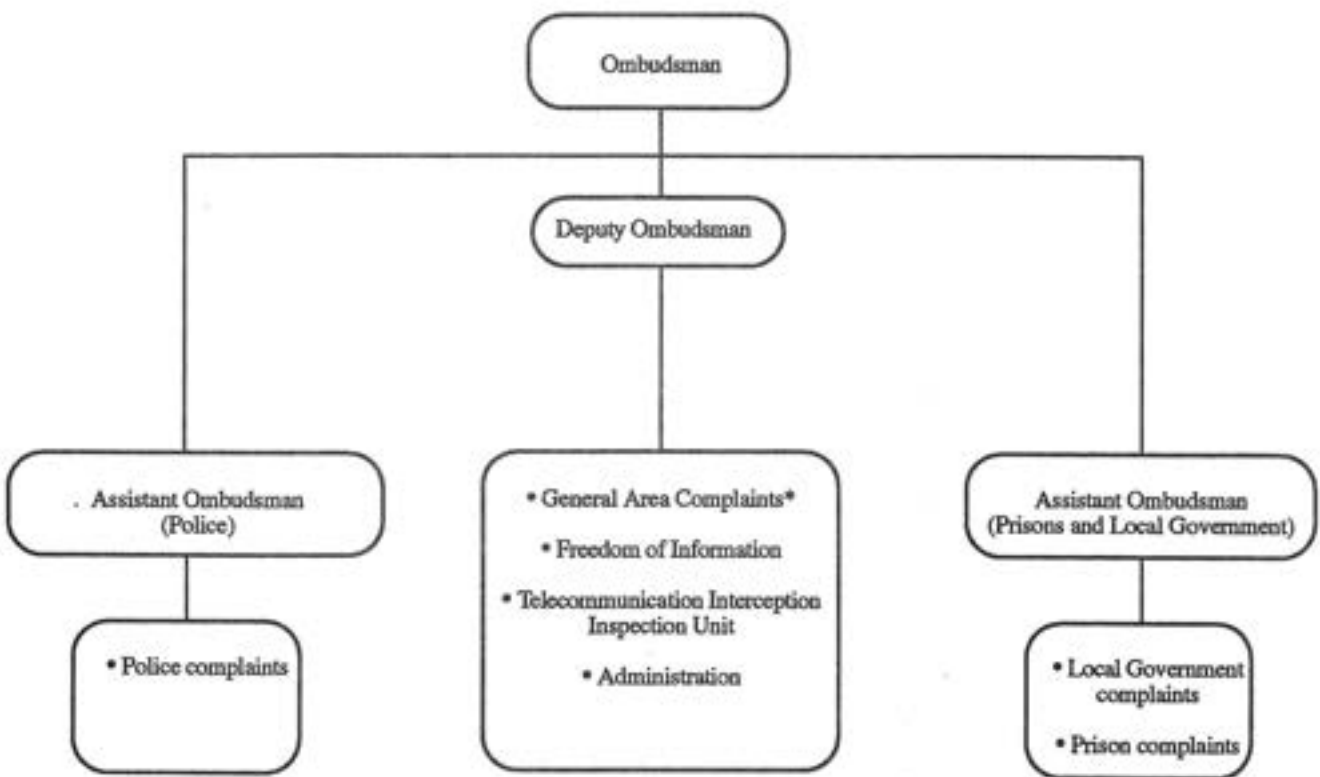 Ombudsman
Deputy Ombudsman
. Assistant Ombudsman
(Police)
• Police complaints
* General Area Complaints*
• Freedom of Information
• Telecommunication Interception
Inspection Unit
• Administration
Assistant Ombudsman
(Prisons and Local Government)
• Local Government
complaints
• Prison complaints